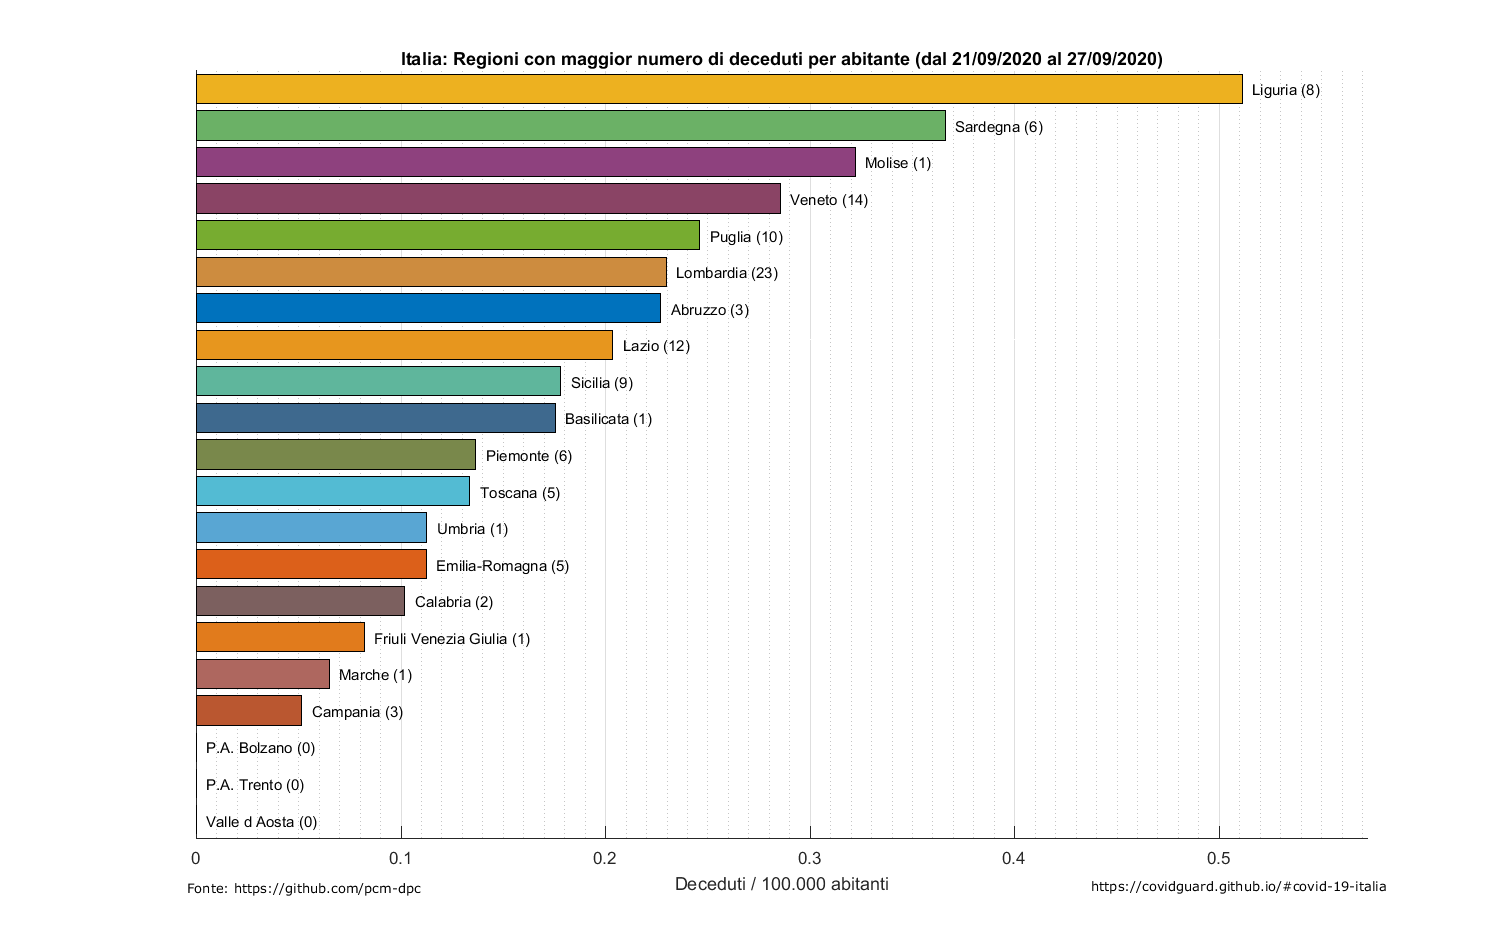 Italia: Regioni con maggior numero di deceduti per abitante (dal 21/09/2020 al 27/09/2020)
Liguria (8)
Sardegna (6)
Molise (1)
Veneto (14)
Puglia (10)
Lombardia (23)
Abruzzo (3)
Lazio (12)
Sicilia (9)
Basilicata (1)
Piemonte (6)
Toscana (5)
Umbria (1)
Emilia-Romagna (5)
Calabria (2)
Friuli Venezia Giulia (1)
Marche (1)
Campania (3)
P.A. Bolzano (0)
P.A. Trento (0)
Valle d Aosta (0)
0 0.1 0.2 0.3 0.4 0.5
Deceduti / 100.000 abitanti
Fonte: https://github.com/pcm-dpc
https://covidguard.github.io/#covid-19-italia